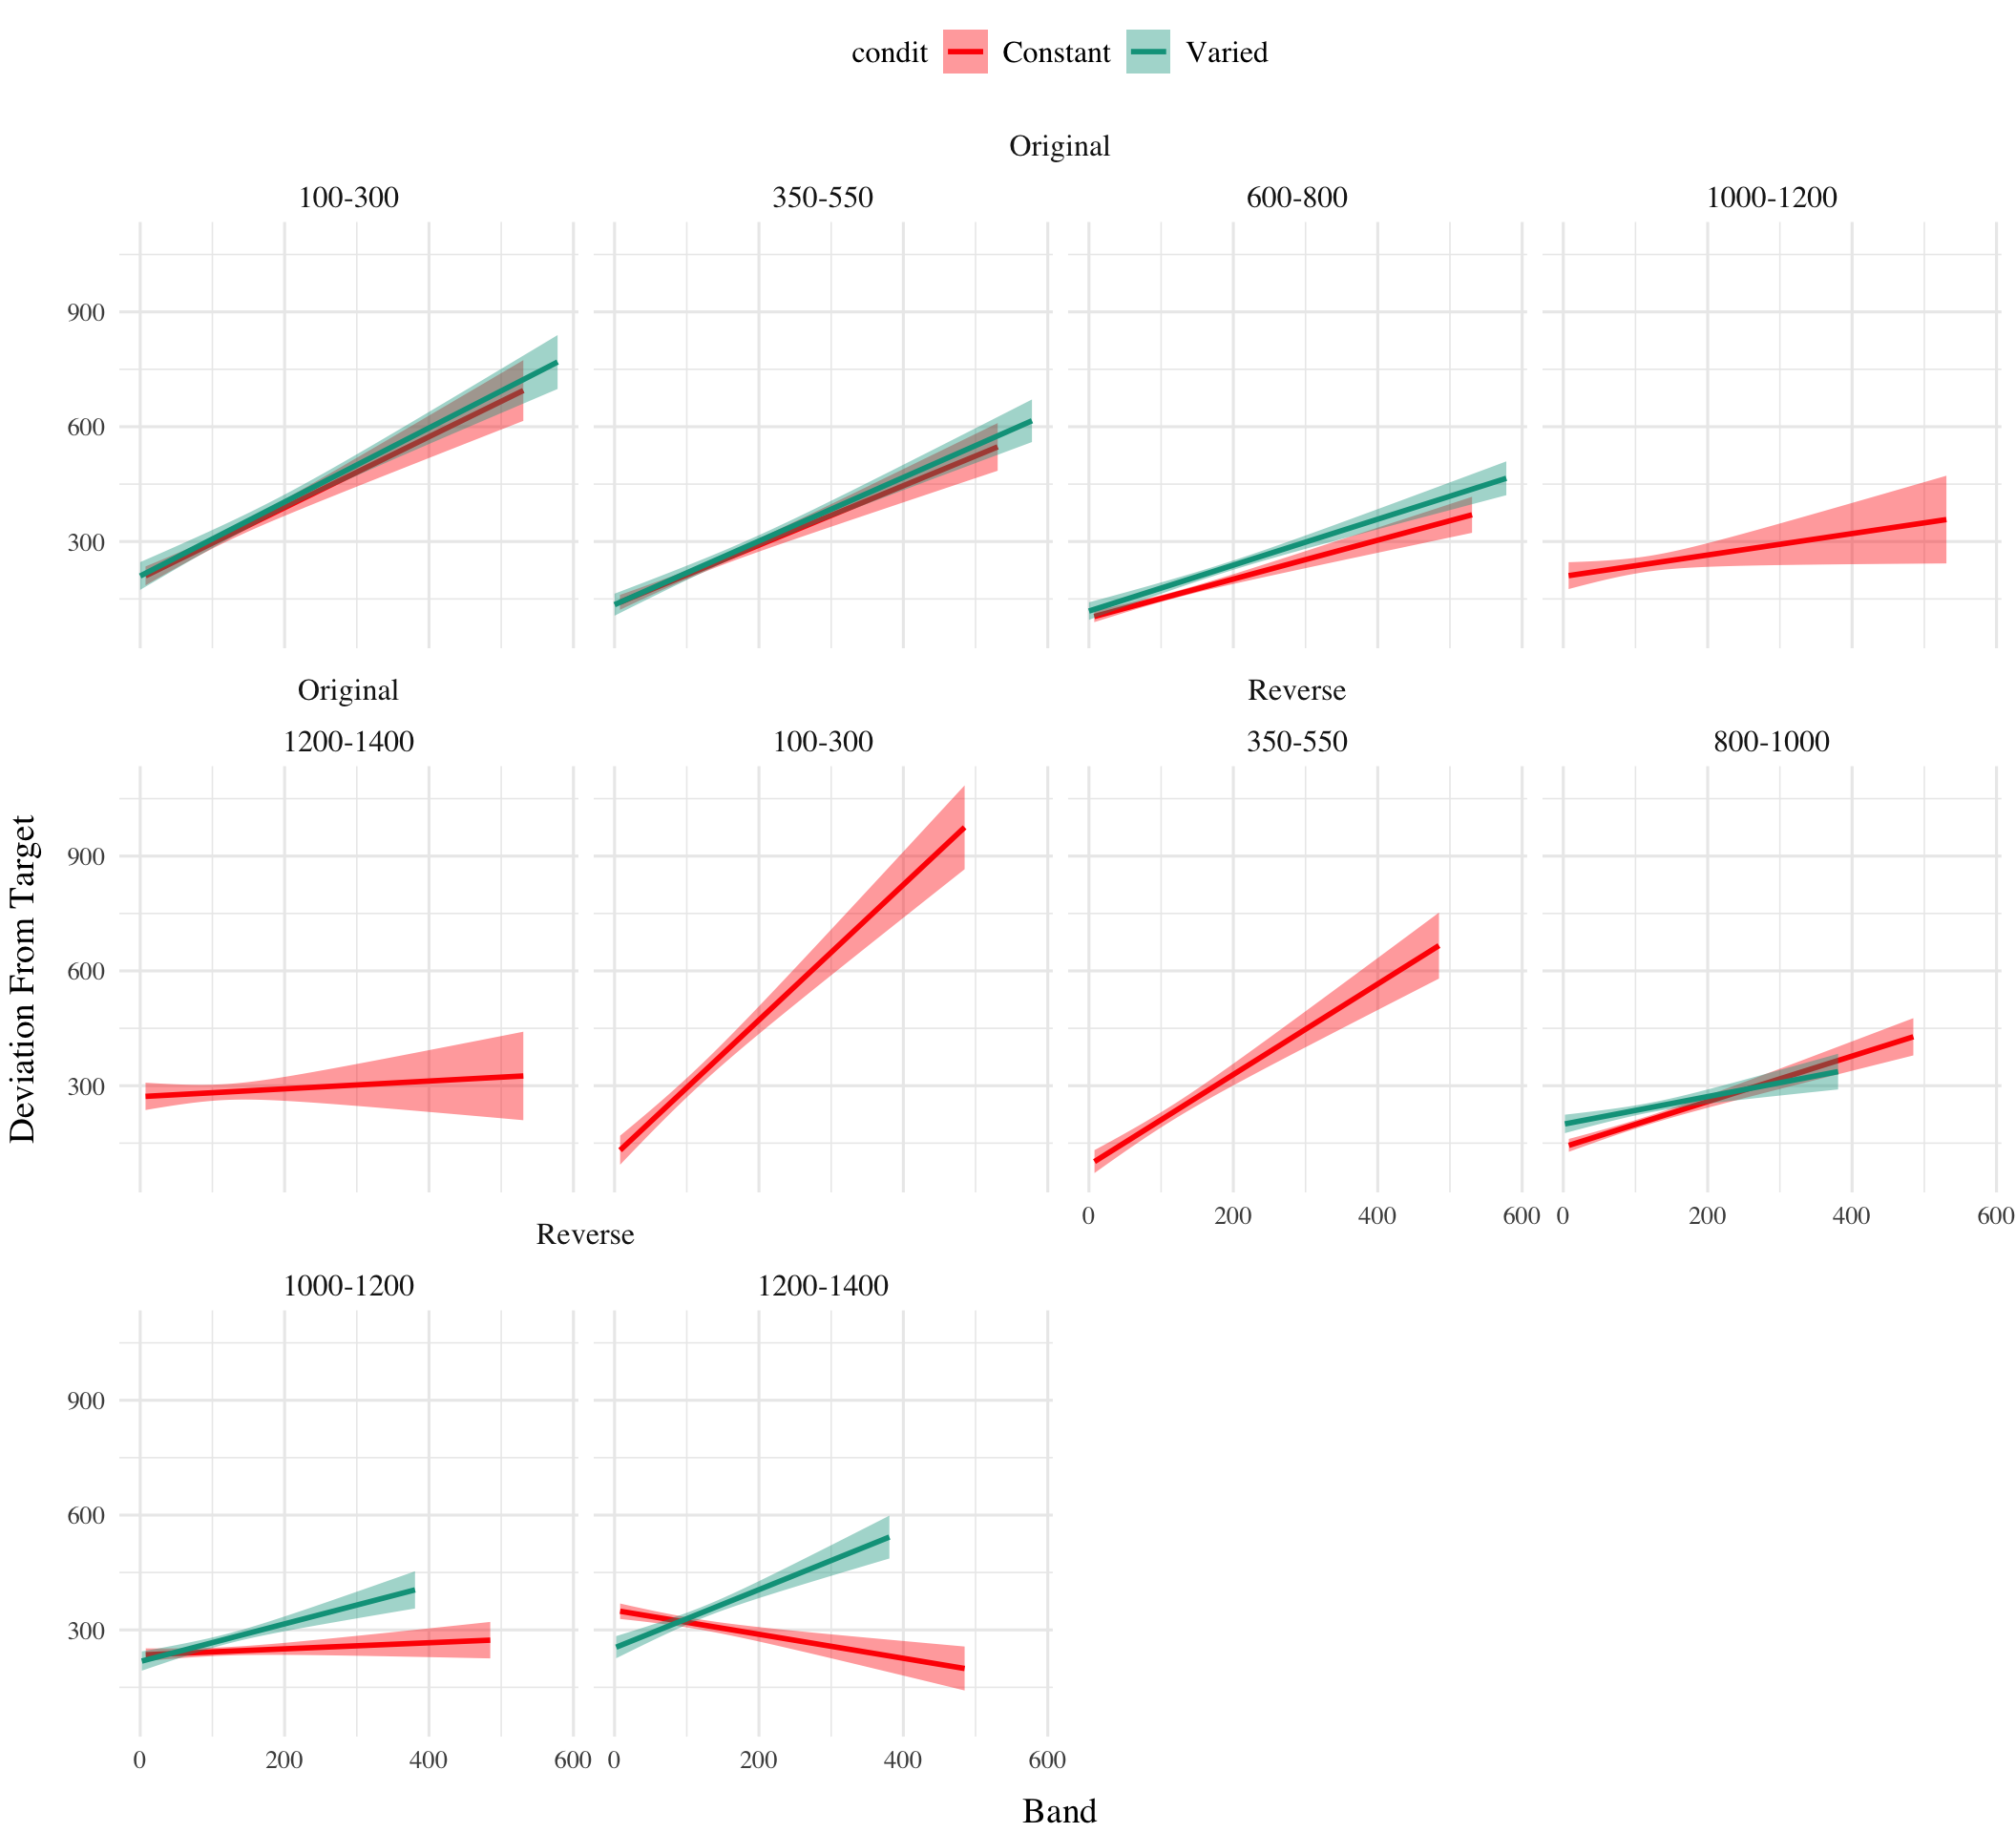 condit Constant Varied
Original
100-300 350-550 600-800 1000-1200
900
600
300
Original Reverse
1200-1400 100-300 350-550 800-1000
900
600
300
0 200 400 600 0 200 400 600
Reverse
1000-1200 1200-1400
900
600
300
0 200 400 600 0 200 400 600
Deviation From Target
Band